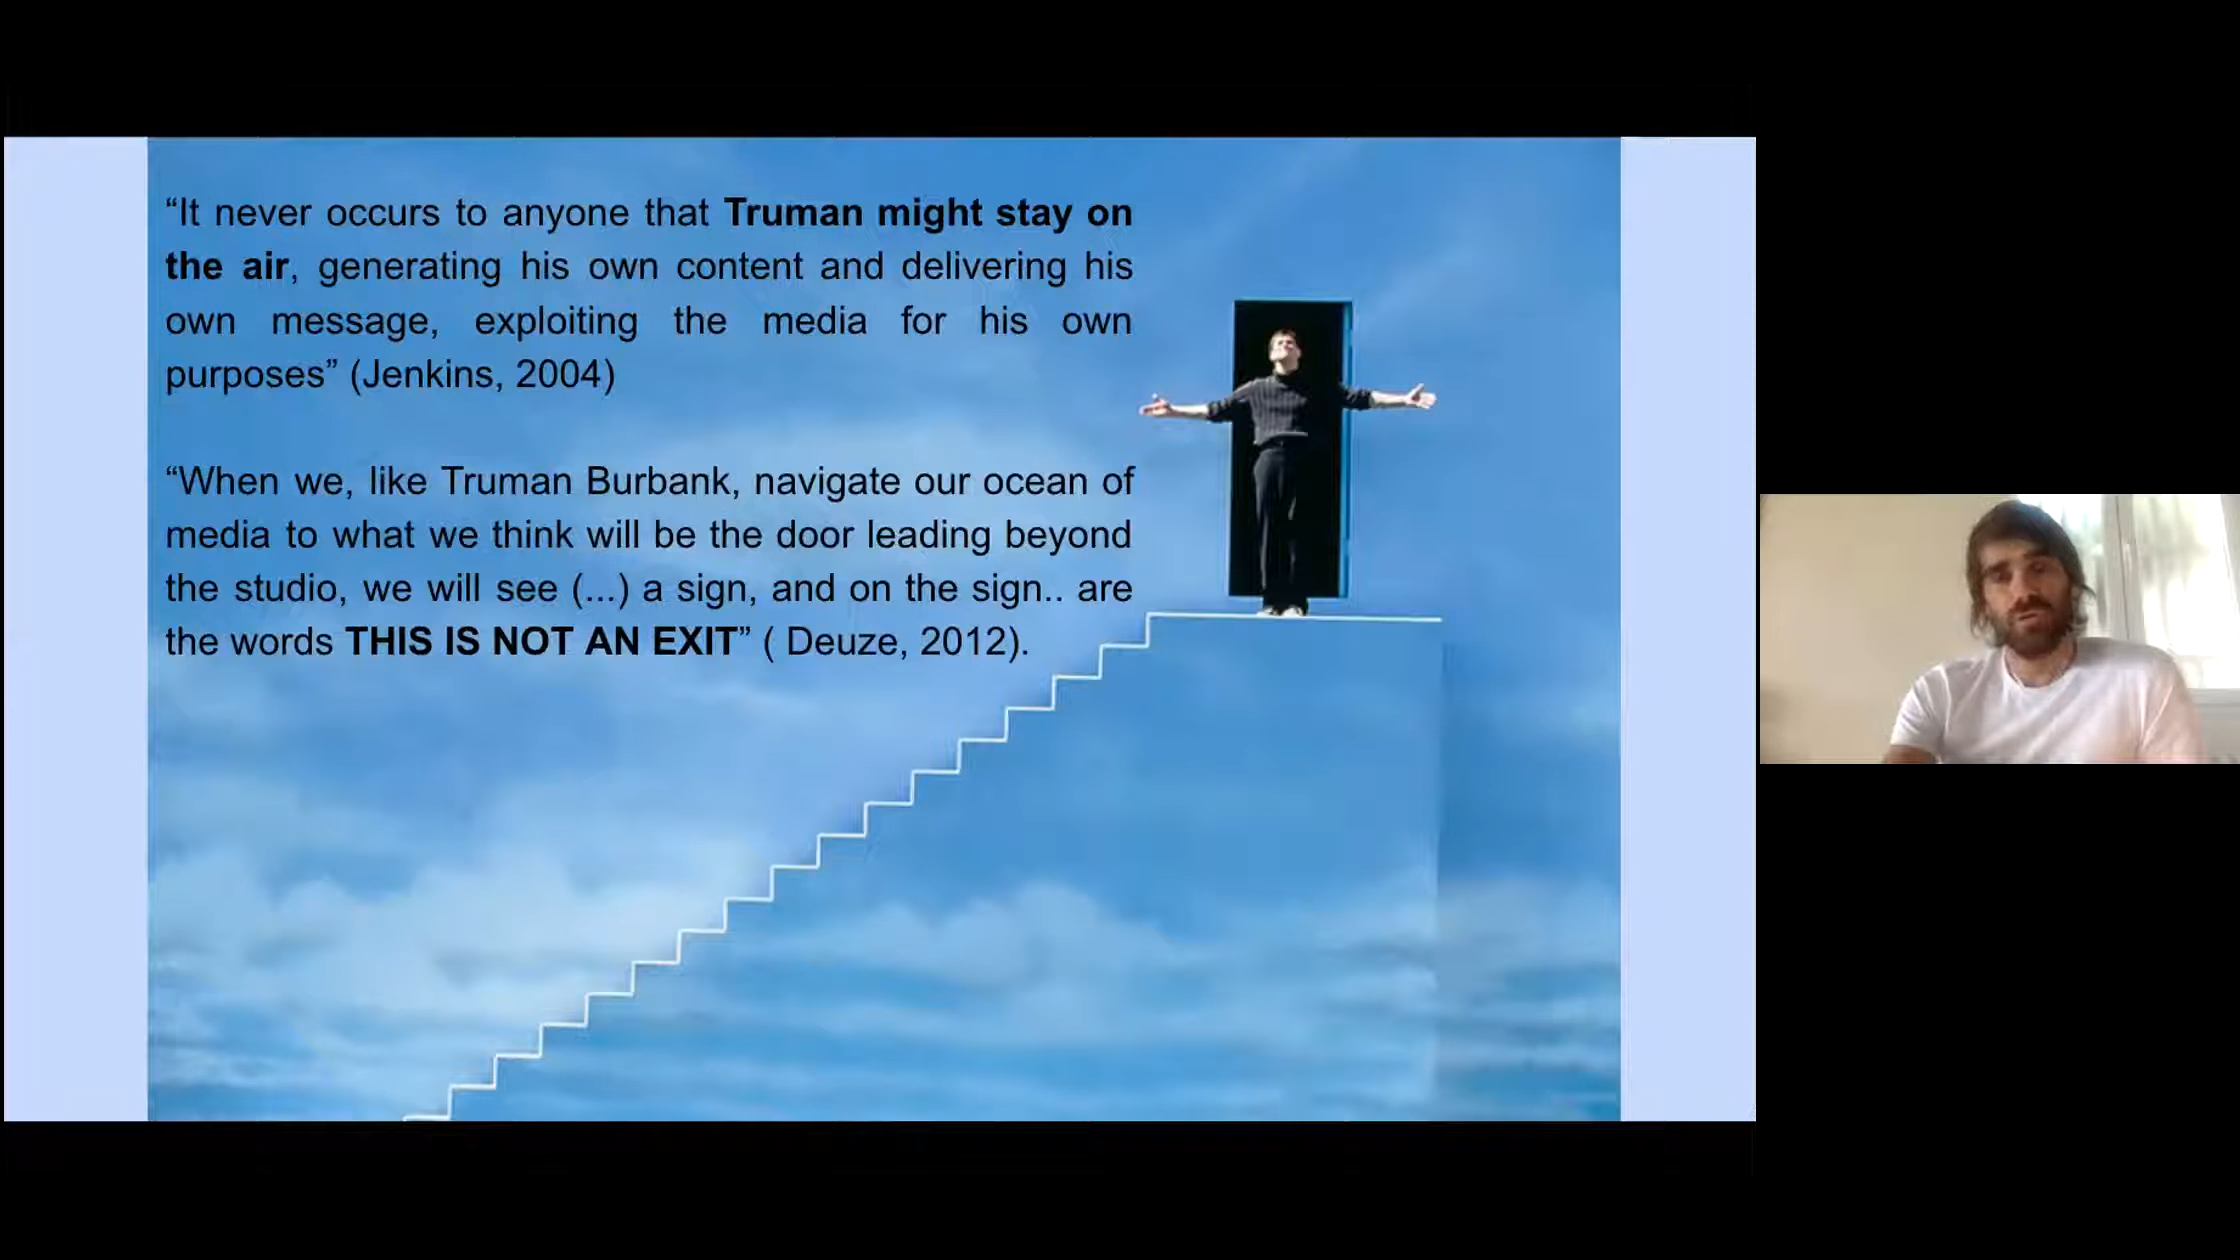 “It never occurs to anyone that Truman might stay on
the air, generating his own content and delivering his
own message, exploiting the media for his own
purposes” (Jenkins, 2004)
“When we, like Truman Burbank, navigate our ocean of
media to what we think will be the door leading beyond
the studio, we will see (...) a sign, and on the sign.. are
the words THIS IS NOT AN EXIT” ( Deuze, 2012).